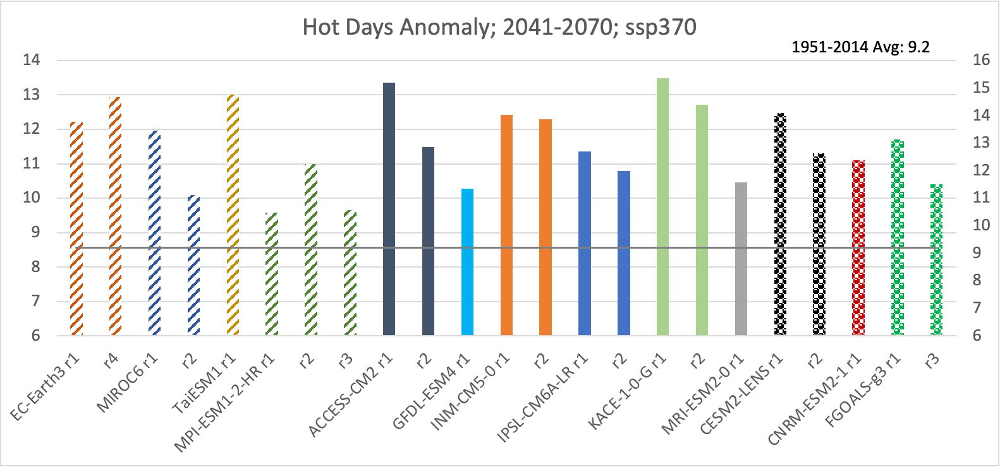 Hot Days Anomaly; 2041-2070; ssp370
1951-2014 Avg: 9.2
14
13
12
11
10
9
8
7
6
16
15
14
13
12
11
10
9
8
7
6
EC-Earth3 r1
r4
MIROC6 r1
r2
TaiESM1 r1
MPI-ESM1-2-HR r1
r2
r3
ACCESS-CM2 r1
r2
GFDL-ESM4 r1
INM-CM5-0 r1
r2
IPSL-CM6A-LR r1
r2
KACE-1-0-G r1
r2
MRI-ESM2-0 r1
CESM2-LENS r1
r2
CNRM-ESM2-1 r1
FGOALS-g3 r1
r3